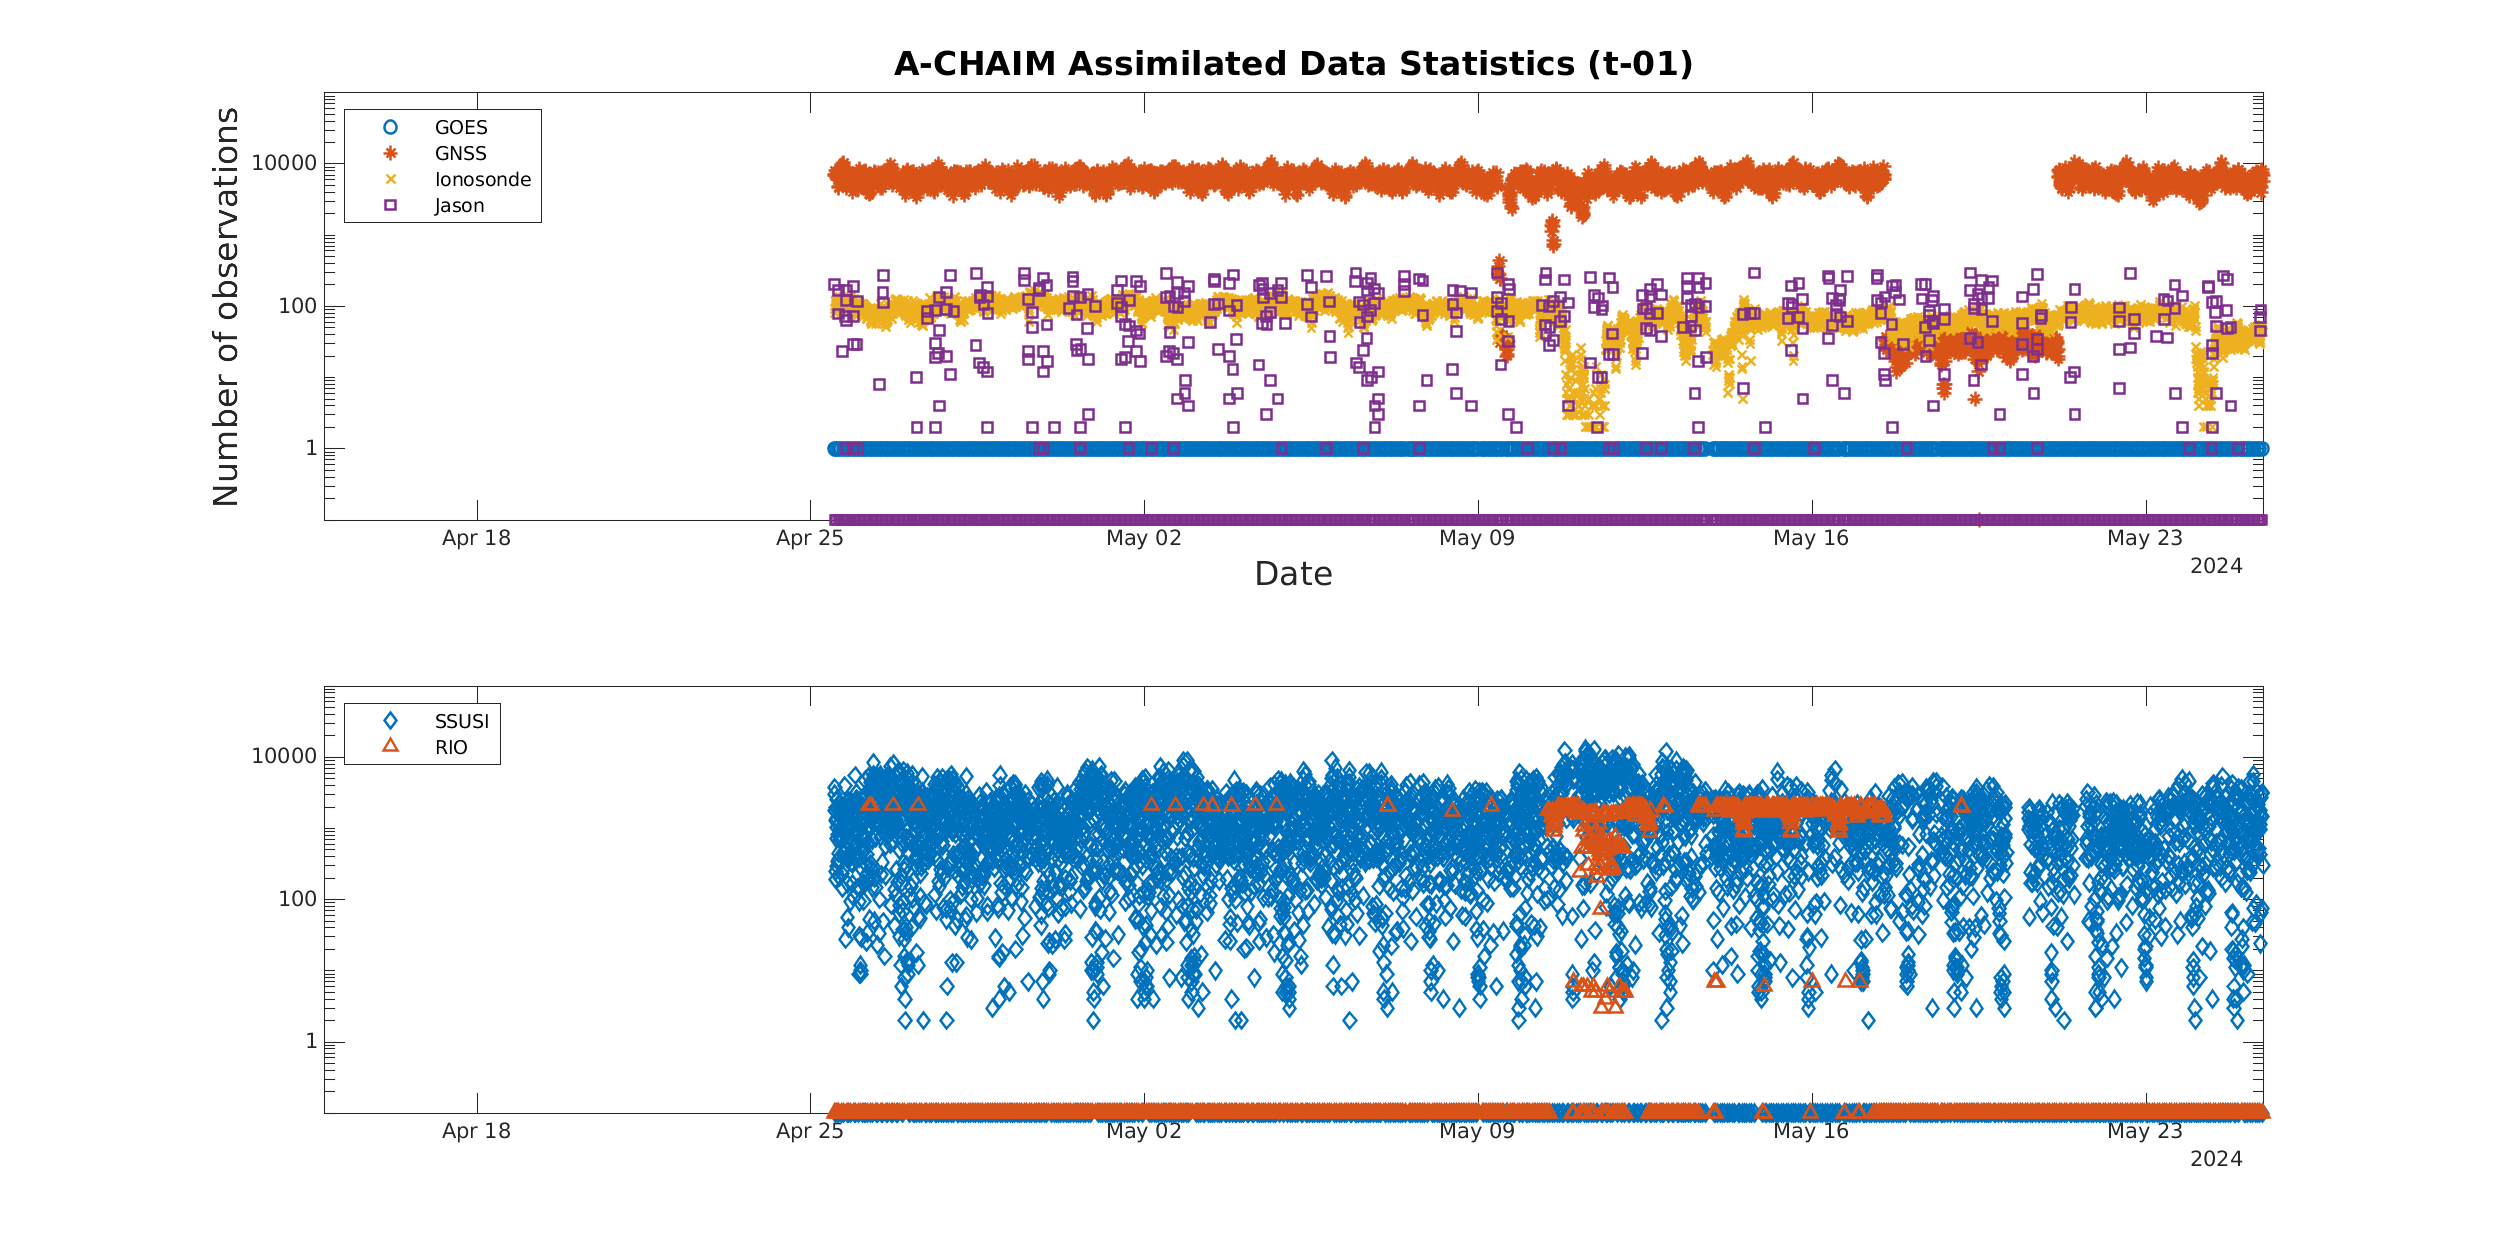 A-CHAIM Assimilated Data Statistics (t-01)
Number of observations
10000
100
1
GOES
GNSS
Ionosonde
Jason
Apr 18
Apr 25
May 02
May 09
May 16
May 23
2024
Date
10000
100
1
SSUSI
RIO
Apr 18
Apr 25
May 02
May 09
May 16
May 23
2024